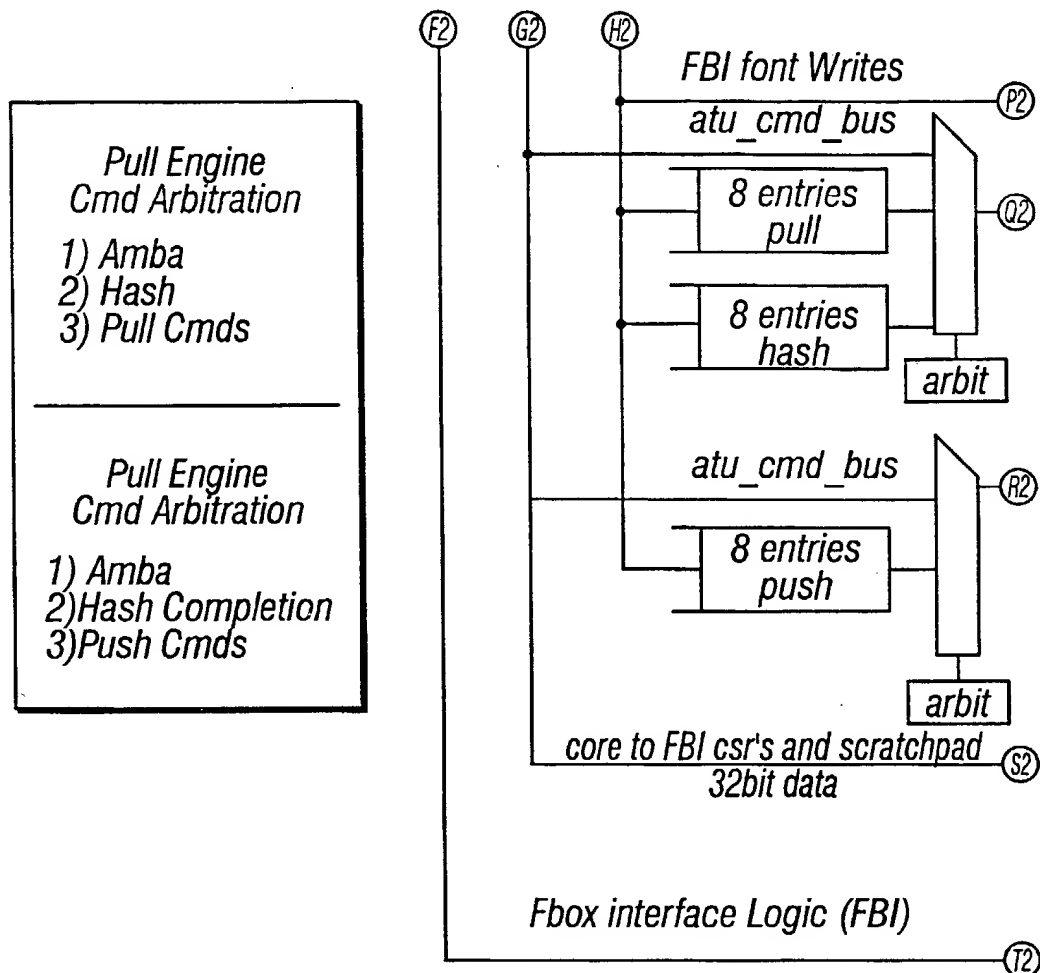 F2
G2
H2
FBI font Writes
P2
atu_cmd_bus
Pull Engine
Cmd Arbitration
1) Amba
2) Hash
3) Pull Cmds
8 entries
pull
Q2
8 entries
hash
arbit
Pull Engine
Cmd Arbitration
1) Amba
2)Hash Completion
3)Push Cmds
atu_cmd_bus
R2
8 entries
push
arbit
core to FBI csr's and scratchpad
32bit data
S2
Fbox interface Logic (FBI)
T2